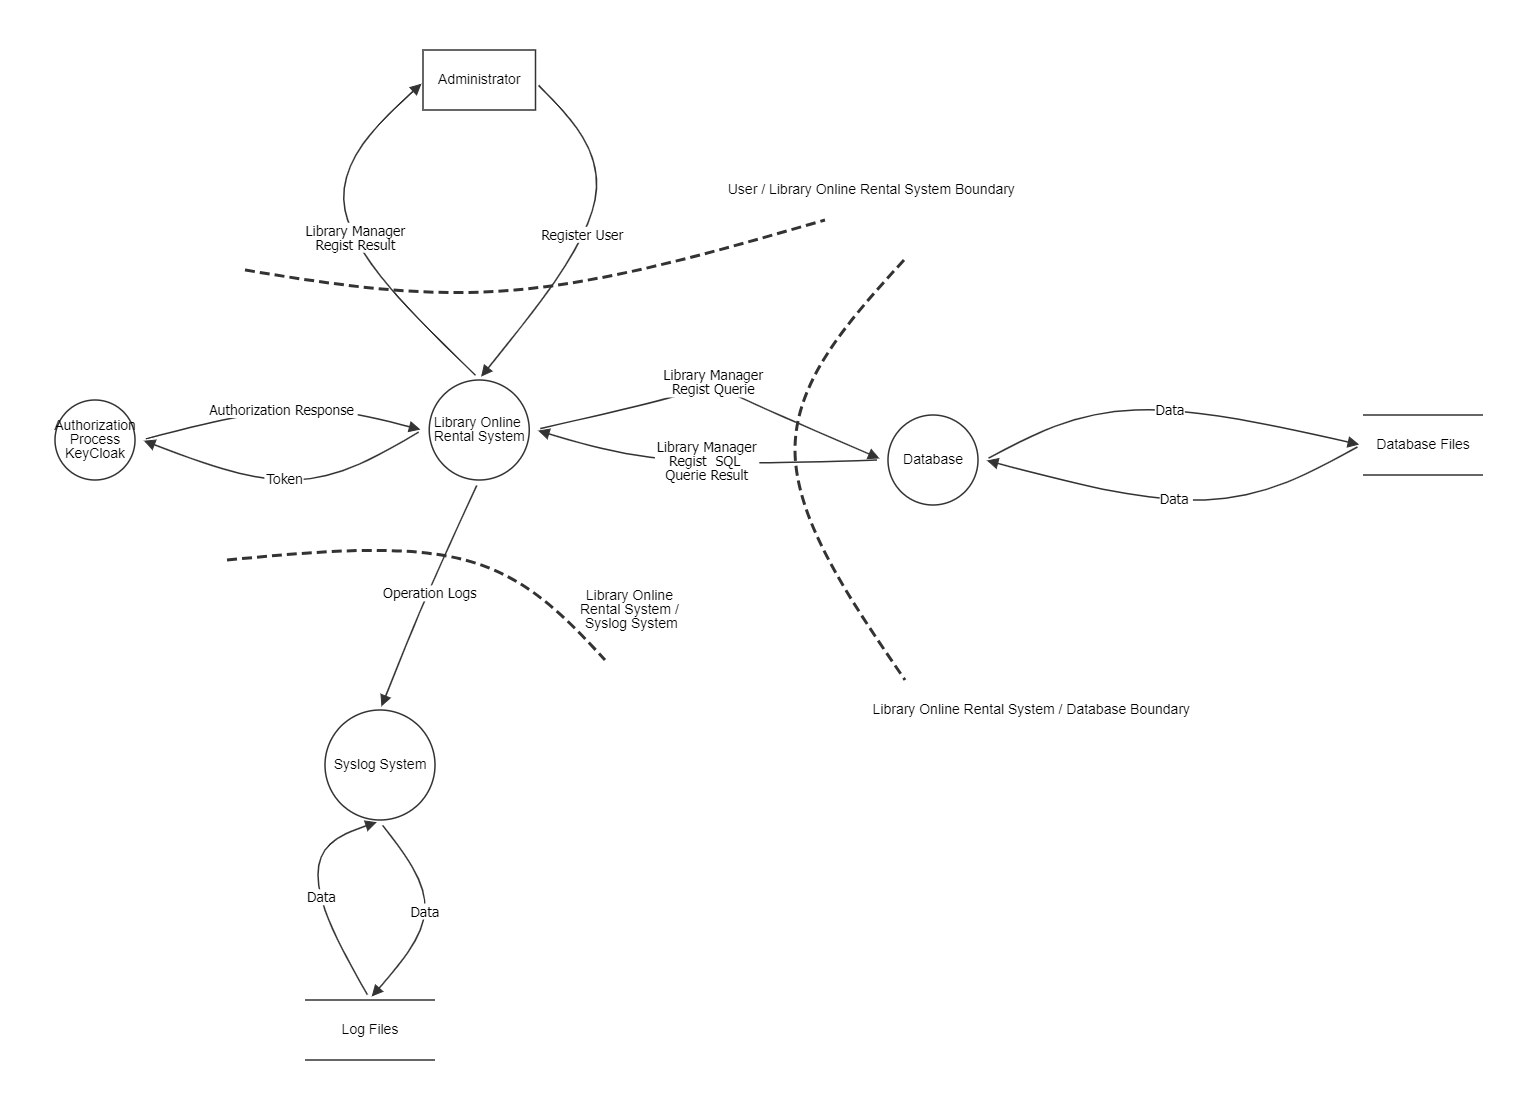 Administrator
User / Library Online Rental System Boundary
Library Manager
Regist Result
Register User
Library Manager
Regist Querie
Authorization Response
Authorization
Process
KeyCloak
Library Online
Rental System
Library Manager
Regist  SQL
Querie Result
Database
Data
Database Files
Token
Data
Operation Logs
Library Online
Rental System /
Syslog System
Library Online Rental System / Database Boundary
Syslog System
Data
Data
Log Files